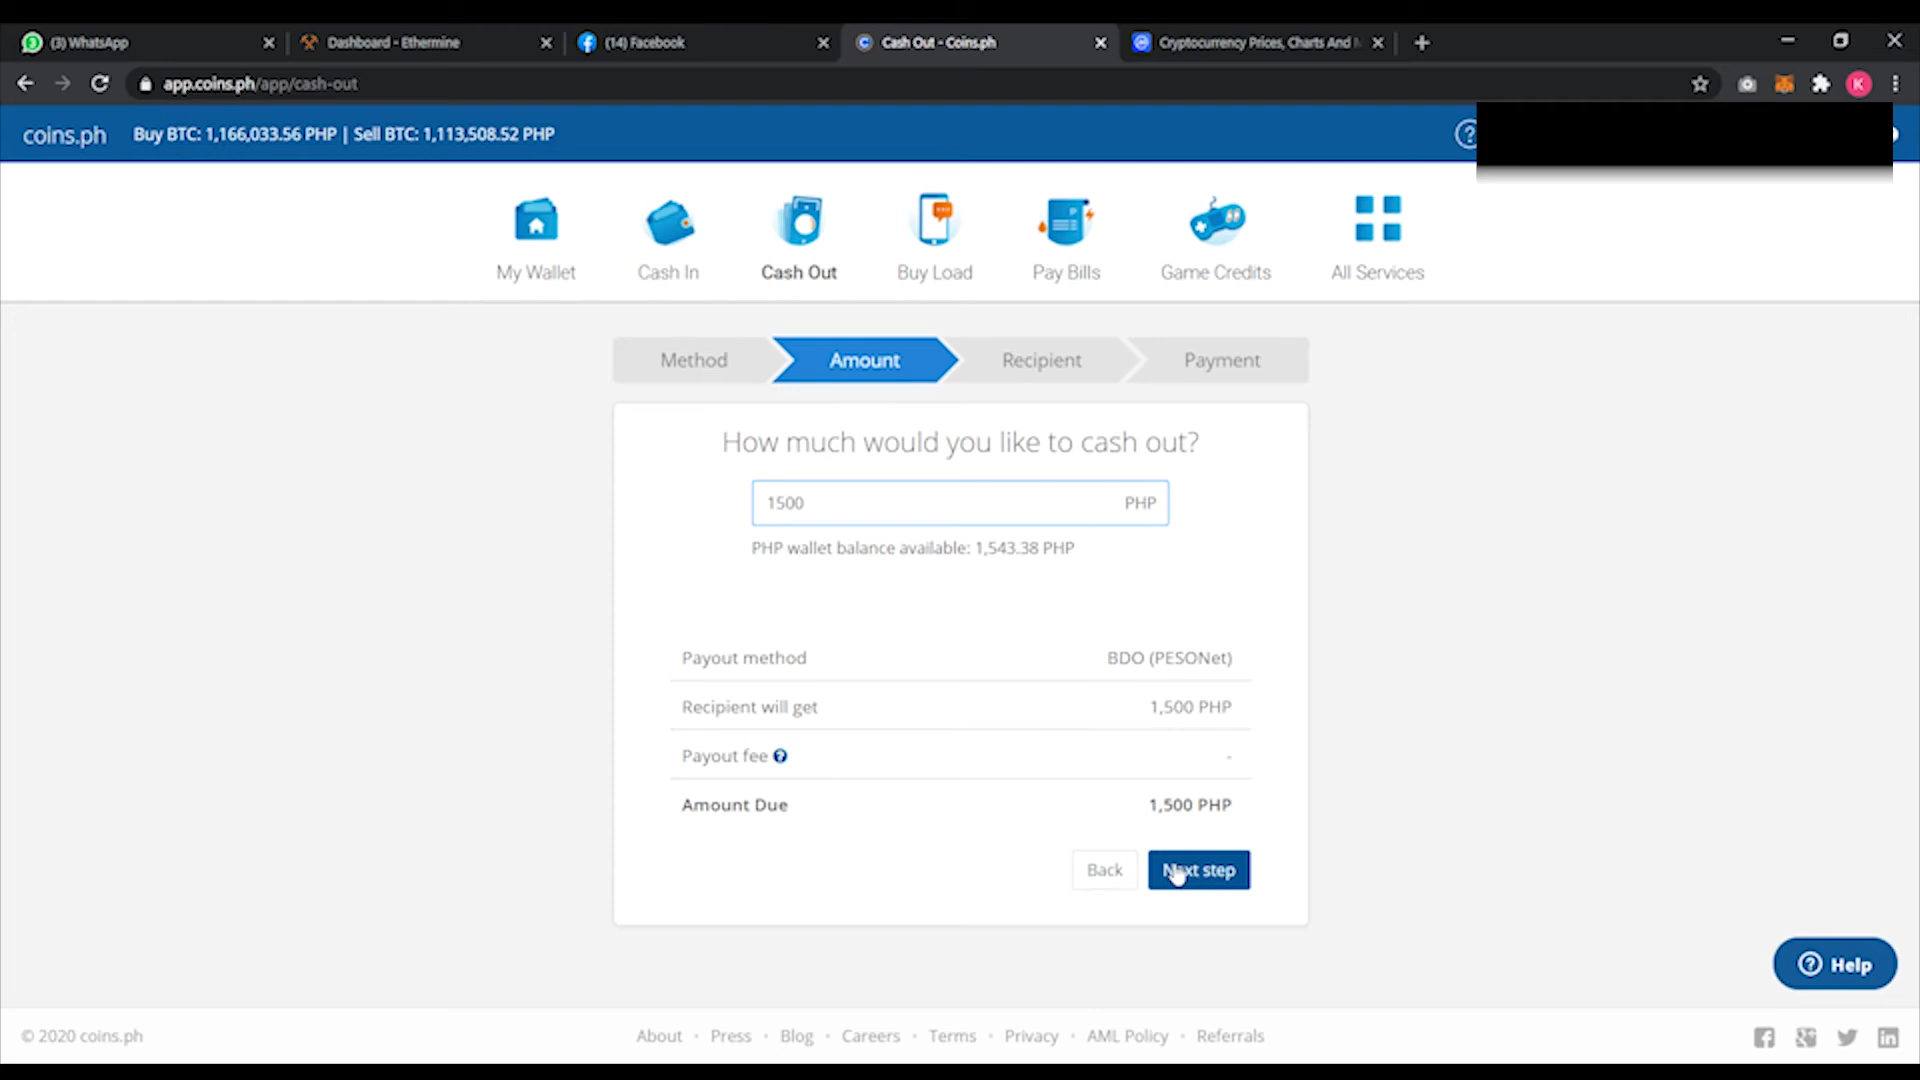 (3) WhatsApp
Dashboard - Ethermine
(14) Facebook
Cash Out - Coins.ph
Cryptocurrency Prices, Charts And
app.coins.ph/app/cash-out
K
coins.ph
Buy BTC: 1,166,033.56 PHP | Sell BTC: 1,113,508.52 PHP
My Wallet
Cash In
Cash Out
Buy Load
Pay Bills
Game Credits
All Services
Method
Amount
Recipient
Payment
How much would you like to cash out?
1500 PHP
PHP wallet balance available: 1,543.38 PHP
Payout method BDO (PESONet)
Recipient will get 1,500 PHP
Payout fee ? -
Amount Due 1,500 PHP
Back
Next step
? Help
© 2020 coins.ph
About · Press · Blog · Careers · Terms · Privacy · AML Policy · Referrals